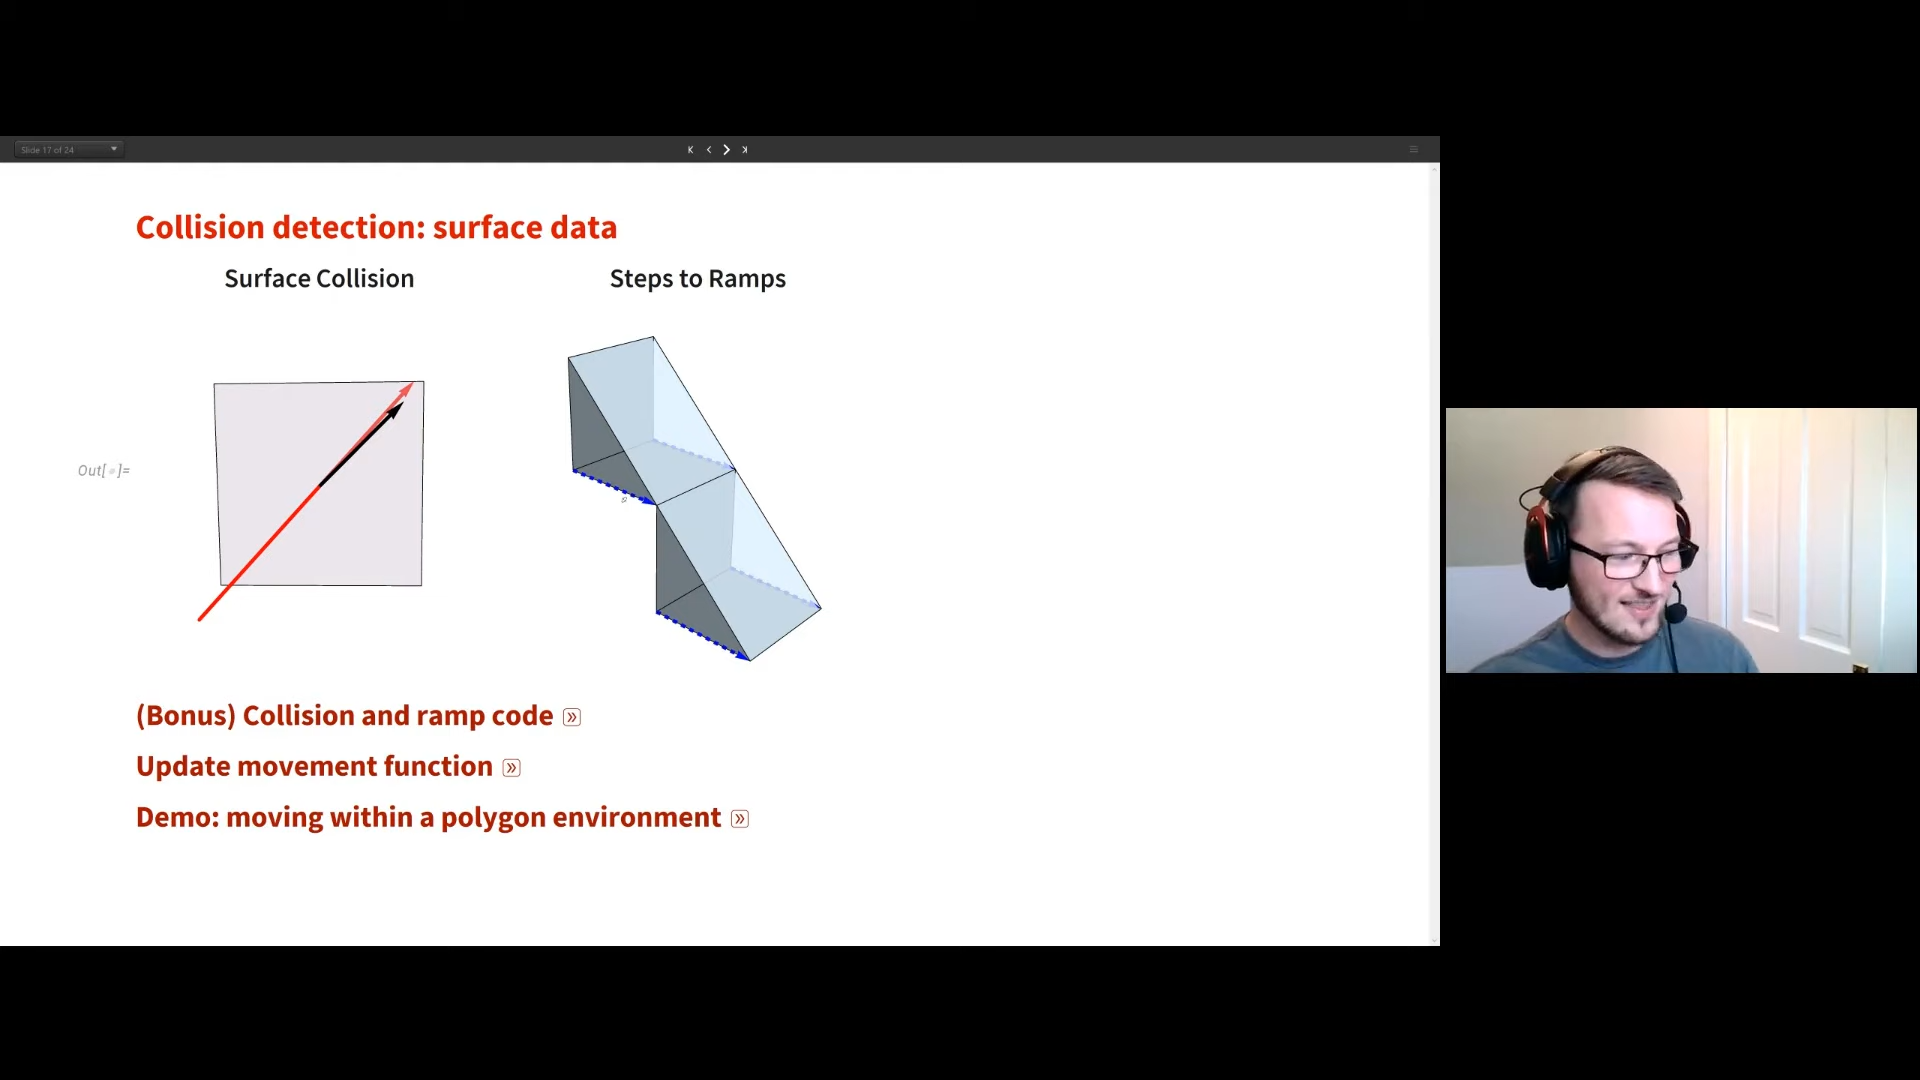 Slide 17 of 24
Collision detection: surface data
Surface Collision
Steps to Ramps
Out[ ]=
(Bonus) Collision and ramp code
Update movement function
Demo: moving within a polygon environment